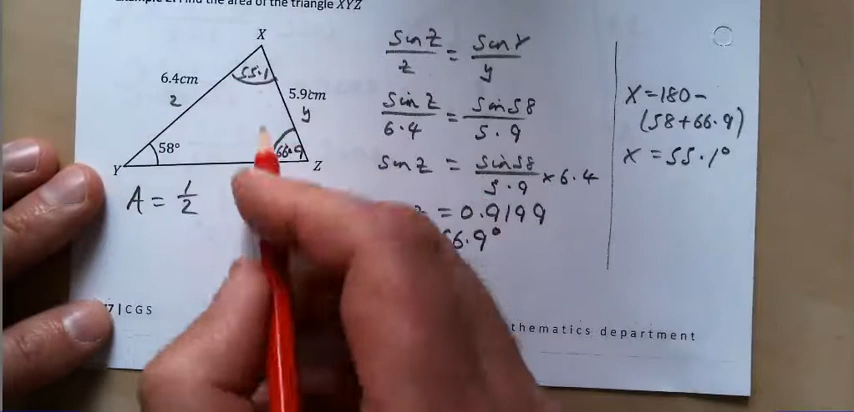 Find the area of the triangle XYZ
X
55.1
6.4cm
z
5.9cm
y
58°
66.9
Y
Z
A = 1/2
Sin Z / z = Sin Y / y
Sin Z / 6.4 = Sin 58 / 5.9
Sin Z = Sin 58 / 5.9 × 6.4
= 0.9199
66.9°
X = 180 -
(58 + 66.9)
X = 55.1°
7 | C G S
thematics department